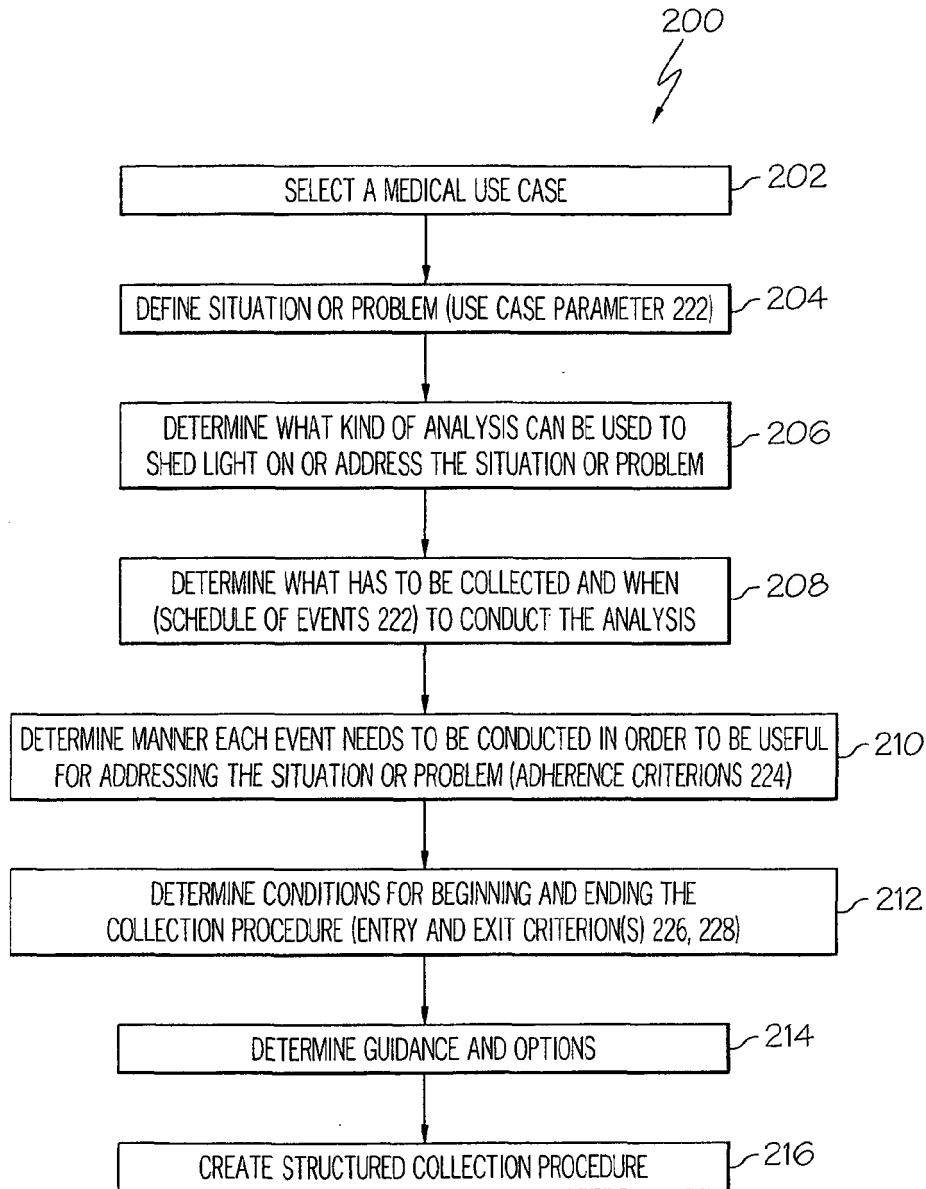 200
SELECT A MEDICAL USE CASE
202
DEFINE SITUATION OR PROBLEM (USE CASE PARAMETER 222)
204
DETERMINE WHAT KIND OF ANALYSIS CAN BE USED TO
SHED LIGHT ON OR ADDRESS THE SITUATION OR PROBLEM
206
DETERMINE WHAT HAS TO BE COLLECTED AND WHEN
(SCHEDULE OF EVENTS 222) TO CONDUCT THE ANALYSIS
208
DETERMINE MANNER EACH EVENT NEEDS TO BE CONDUCTED IN ORDER TO BE USEFUL
FOR ADDRESSING THE SITUATION OR PROBLEM (ADHERENCE CRITERIONS 224)
210
DETERMINE CONDITIONS FOR BEGINNING AND ENDING THE
COLLECTION PROCEDURE (ENTRY AND EXIT CRITERION(S) 226, 228)
212
DETERMINE GUIDANCE AND OPTIONS
214
CREATE STRUCTURED COLLECTION PROCEDURE
216